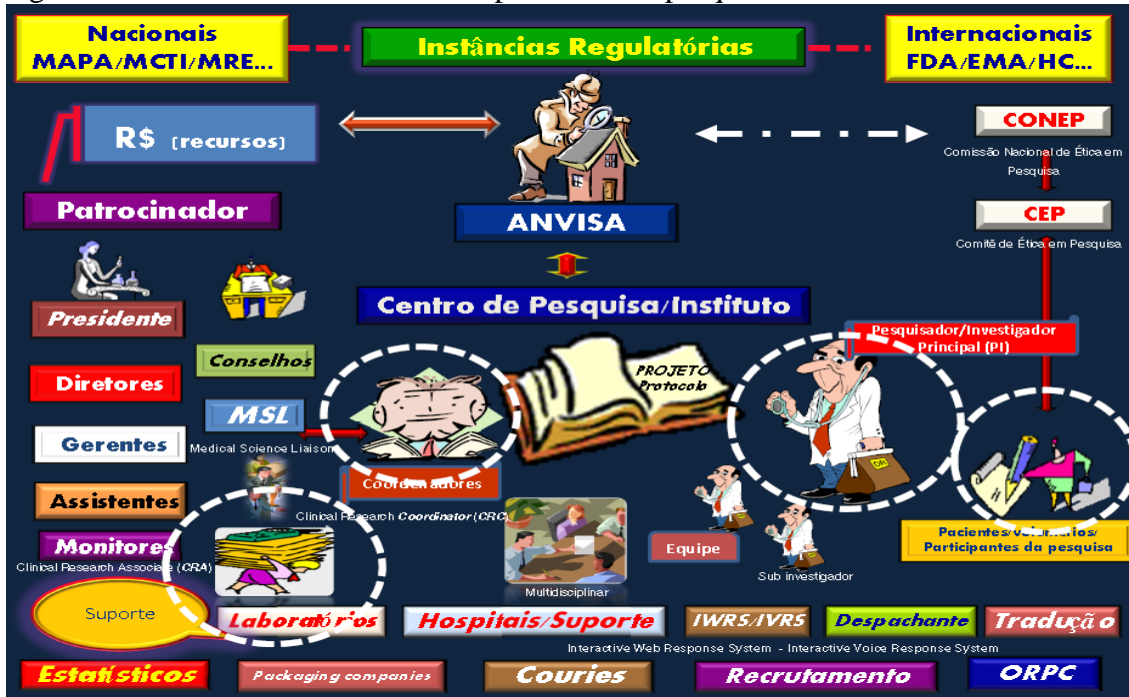 Nacionais
MAPA/MCTI/MRE...
Instâncias Regulatórias
Internacionais
FDA/EMA/HC...
R$ [recursos]
CONEP
Comissão Nacional de Ética em
Pesquisa
Patrocinador
ANVISA
CEP
Comitê de Ética em Pesquisa
Centro de Pesquisa/Instituto
Presidente
Pesquisador/Investigador
Principal (PI)
Conselhos
PROJETO
Protocolo
Diretores
MSL
Gerentes
Medical Science Liaison
DR
Coordenadores
Assistentes
Clinical Research Coordinator (CRC)
Monitores
Clinical Research Associate (CRA)
Equipe
Pacientes/voluntários/
Participantes da pesquisa
Sub investigador
Multidisciplinar
Suporte
Laboratórios
Hospitais/Suporte
IWRS/IVRS
Despachante
Tradução
Interactive Web Response System - Interactive Voice Response System
Estatísticos
Packaging companies
Couries
Recrutamento
ORPC